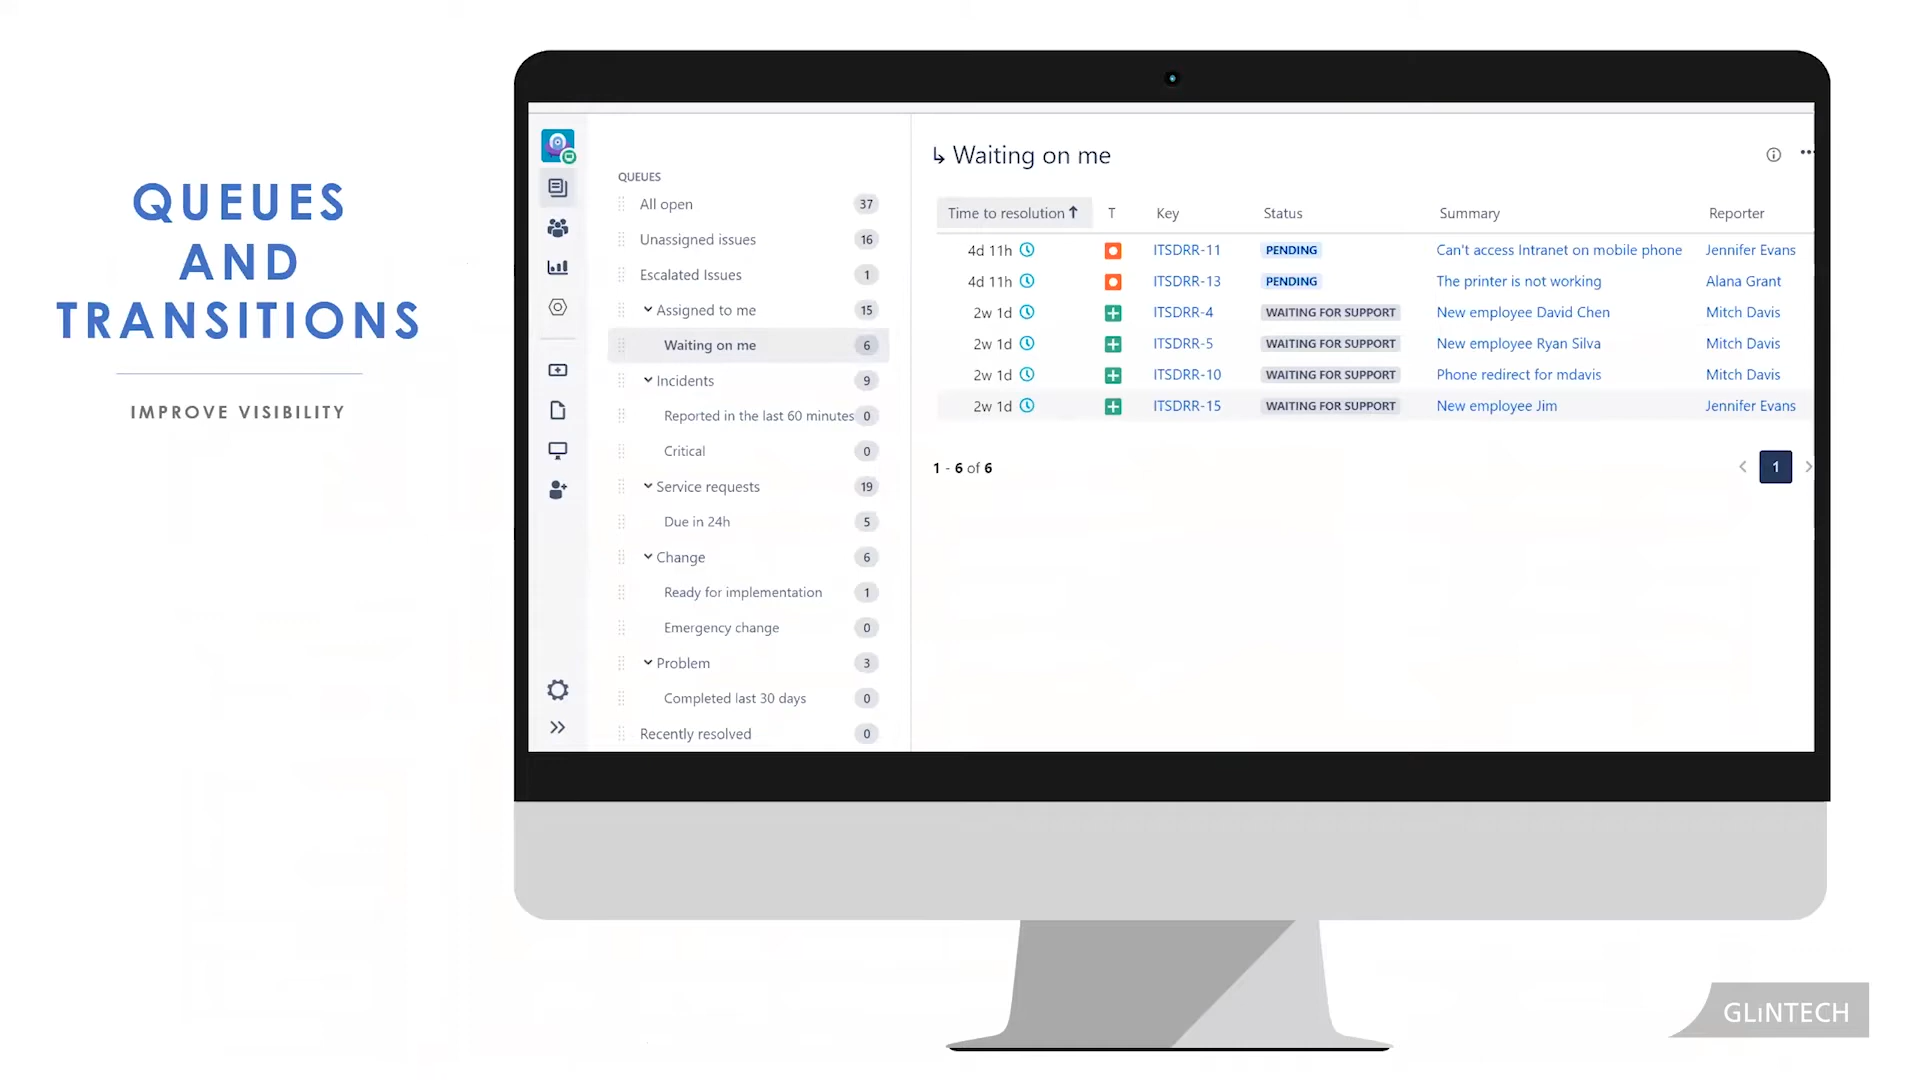 QUEUES
AND
TRANSITIONS
IMPROVE VISIBILITY
QUEUES
All open 37
Unassigned issues 16
Escalated Issues 1
Assigned to me 15
Waiting on me 6
Incidents 9
Reported in the last 60 minutes 0
Critical 0
Service requests 19
Due in 24h 5
Change 6
Ready for implementation 1
Emergency change 0
Problem 3
Completed last 30 days 0
Recently resolved 0
Waiting on me
Time to resolution T Key Status Summary Reporter
4d 11h ITSDRR-11 PENDING Can't access Intranet on mobile phone Jennifer Evans
4d 11h ITSDRR-13 PENDING The printer is not working Alana Grant
2w 1d ITSDRR-4 WAITING FOR SUPPORT New employee David Chen Mitch Davis
2w 1d ITSDRR-5 WAITING FOR SUPPORT New employee Ryan Silva Mitch Davis
2w 1d ITSDRR-10 WAITING FOR SUPPORT Phone redirect for mdavis Mitch Davis
2w 1d ITSDRR-15 WAITING FOR SUPPORT New employee Jim Jennifer Evans
1 - 6 of 6
1
GLiNTECH